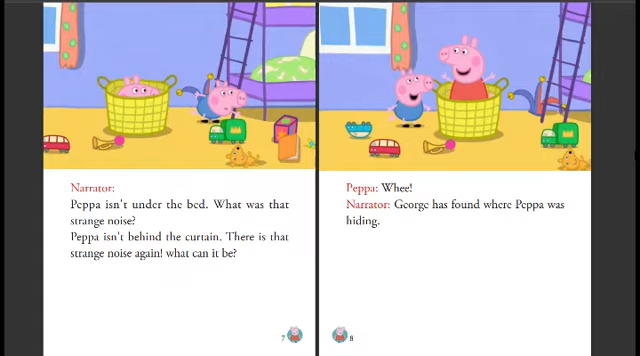 Narrator:
Peppa isn't under the bed. What was that
strange noise?
Peppa isn't behind the curtain. There is that
strange noise again! what can it be?
7
Peppa: Whee!
Narrator: George has found where Peppa was
hiding.
8